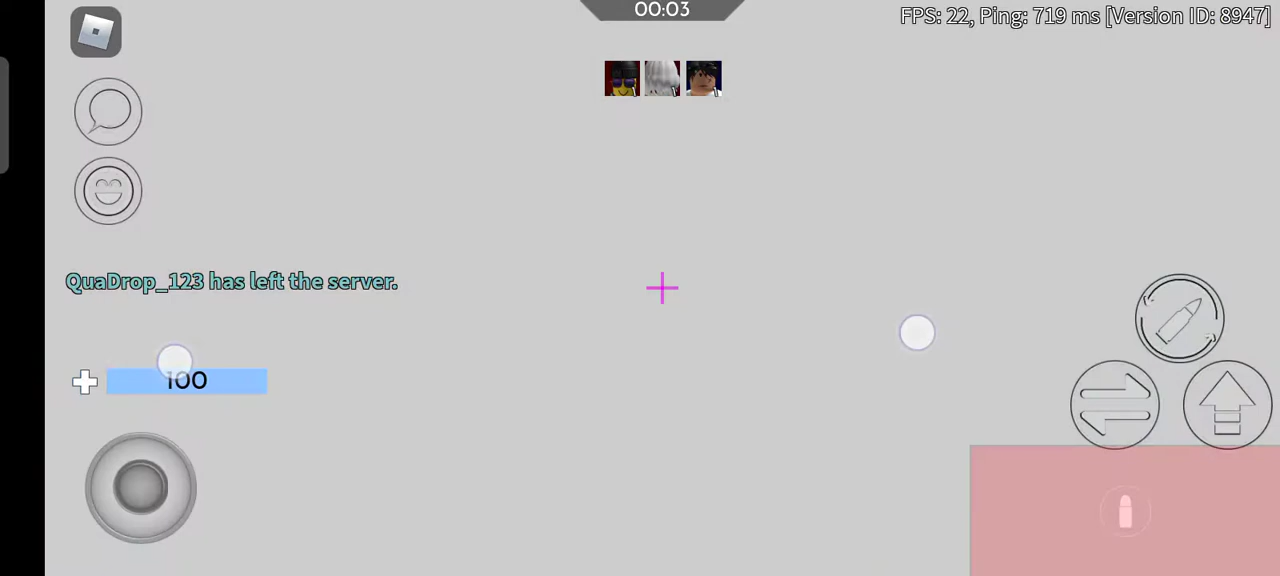 00:03
FPS: 22, Ping: 719 ms [Version ID: 8947]
QuaDrop_123 has left the server.
100